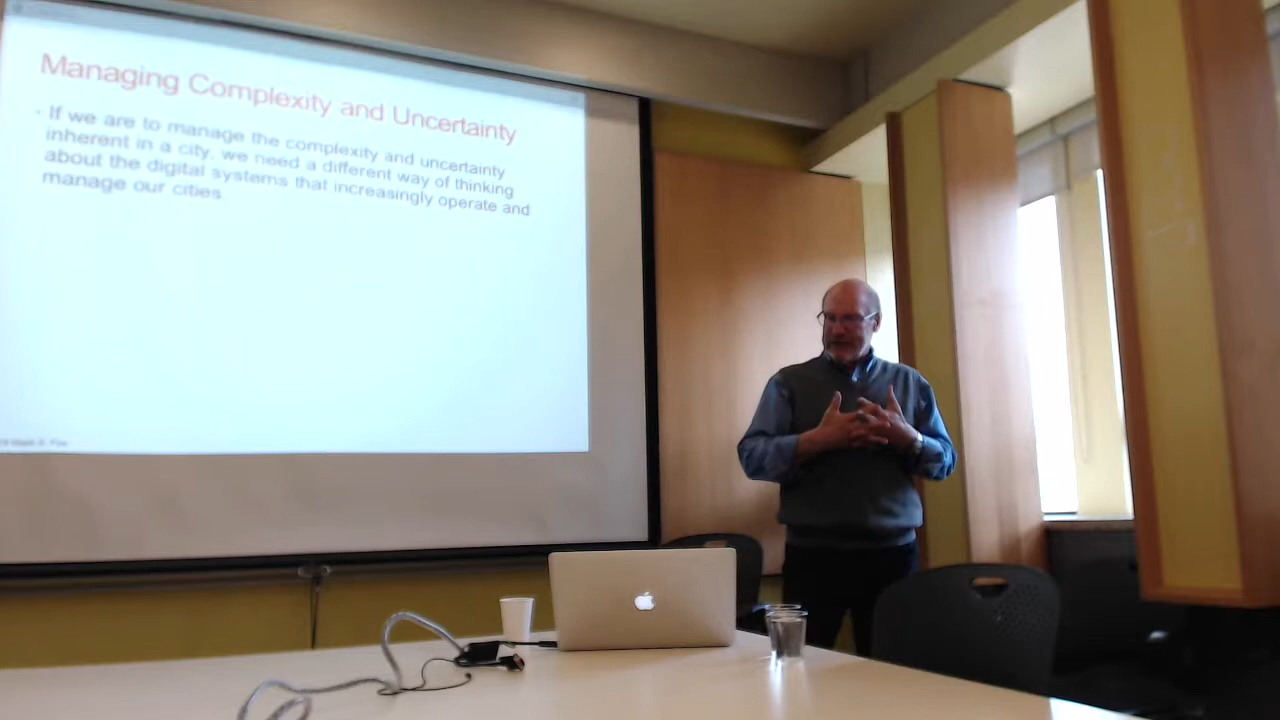 Managing Complexity and Uncertainty
· If we are to manage the complexity and uncertainty
inherent in a city, we need a different way of thinking
about the digital systems that increasingly operate and
manage our cities